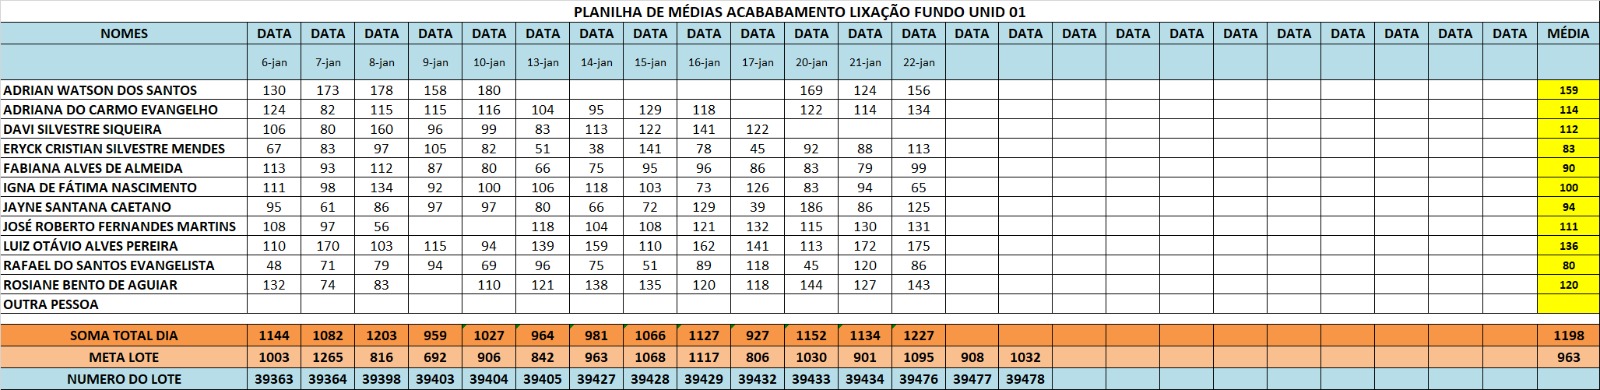 PLANILHA DE MÉDIAS ACABABAMENTO LIXAÇÃO FUNDO UNID 01
NOMES DATA DATA DATA DATA DATA DATA DATA DATA DATA DATA DATA DATA DATA DATA DATA DATA DATA DATA DATA DATA DATA DATA DATA DATA MÉDIA
6-jan 7-jan 8-jan 9-jan 10-jan 13-jan 14-jan 15-jan 16-jan 17-jan 20-jan 21-jan 22-jan
ADRIAN WATSON DOS SANTOS 130 173 178 158 180 169 124 156 159
ADRIANA DO CARMO EVANGELHO 124 82 115 115 116 104 95 129 118 122 114 134 114
DAVI SILVESTRE SIQUEIRA 106 80 160 96 99 83 113 122 141 122 112
ERYCK CRISTIAN SILVESTRE MENDES 67 83 97 105 82 51 38 141 78 45 92 88 113 83
FABIANA ALVES DE ALMEIDA 113 93 112 87 80 66 75 95 96 86 83 79 99 90
IGNA DE FÁTIMA NASCIMENTO 111 98 134 92 100 106 118 103 73 126 83 94 65 100
JAYNE SANTANA CAETANO 95 61 86 97 97 80 66 72 129 39 186 86 125 94
JOSÉ ROBERTO FERNANDES MARTINS 108 97 56 118 104 108 121 132 115 130 131 111
LUIZ OTÁVIO ALVES PEREIRA 110 170 103 115 94 139 159 110 162 141 113 172 175 136
RAFAEL DO SANTOS EVANGELISTA 48 71 79 94 69 96 75 51 89 118 45 120 86 80
ROSIANE BENTO DE AGUIAR 132 74 83 110 121 138 135 120 118 144 127 143 120
OUTRA PESSOA
SOMA TOTAL DIA 1144 1082 1203 959 1027 964 981 1066 1127 927 1152 1134 1227 1198
META LOTE 1003 1265 816 692 906 842 963 1068 1117 806 1030 901 1095 908 1032 963
NUMERO DO LOTE 39363 39364 39398 39403 39404 39405 39427 39428 39429 39432 39433 39434 39476 39477 39478